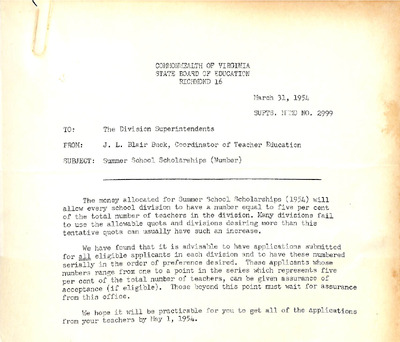 COMMONWEALTH OF VIRGINIA
STATE BOARD OF EDUCATION
RICHMOND 16
March 31, 1954
SUPTS. MEMO NO. 2999
TO: The Division Superintendents
FROM: J. L. Blair Buck, Coordinator of Teacher Education
SUBJECT: Summer School Scholarships (Number)
The money allocated for Summer School Scholarships (1954) will
allow every school division to have a number equal to five per cent
of the total number of teachers in the division. Many divisions fail
to use the allowable quota and divisions desiring more than this
tentative quota can usually have such an increase.
We have found that it is advisable to have applications submitted
for all eligible applicants in each division and to have these numbered
serially in the order of preference desired. These applicants whose
numbers range from one to a point in the series which represents five
per cent of the total number of teachers, can be given assurance of
acceptance (if eligible). Those beyond this point must wait for assurance
from this office.
We hope it will be practicable for you to get all of the applications
from your teachers by May 1, 1954.